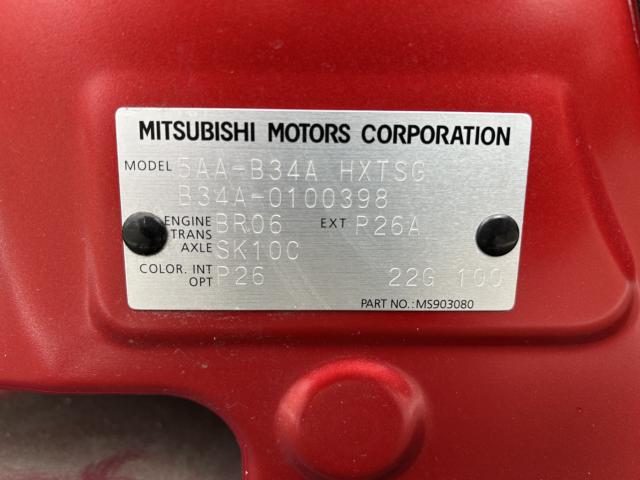 MITSUBISHI MOTORS CORPORATION
MODEL 5AA-B34A HXTSG
B34A-0100398
ENGINE BR06 EXT P26A
TRANS
AXLE SK10C
COLOR. INT P26 22G 100
OPT
PART NO.:MS903080